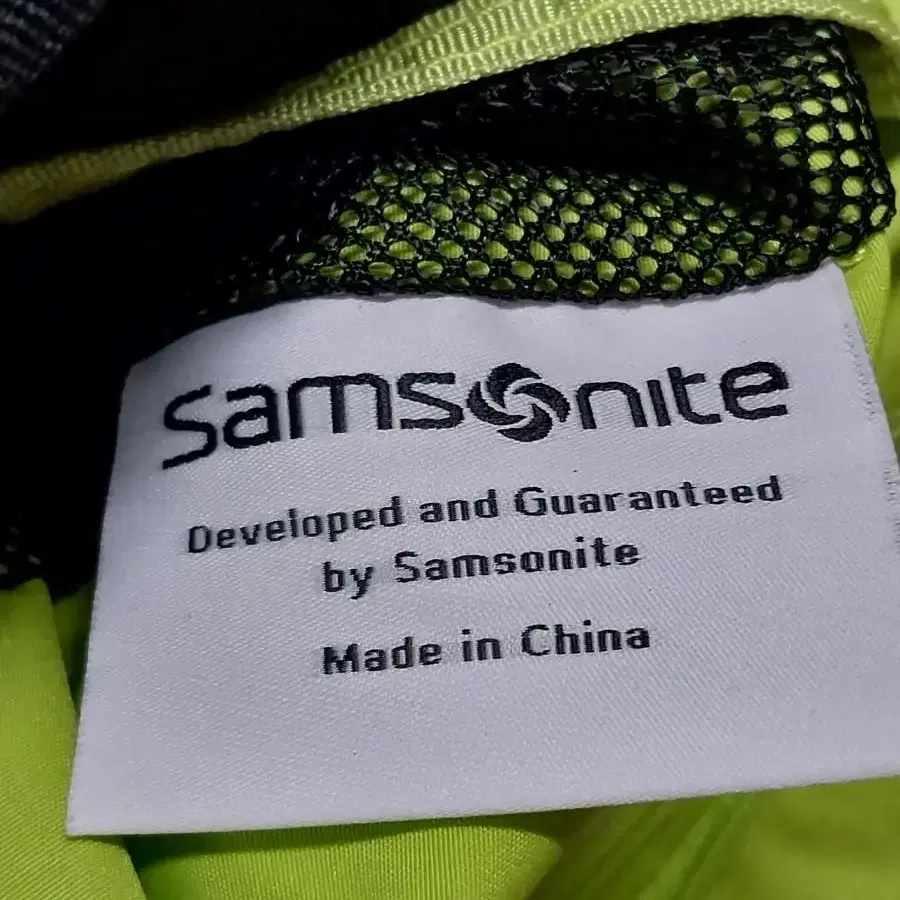 Samsonite
Developed and Guaranteed
by Samsonite
Made in China